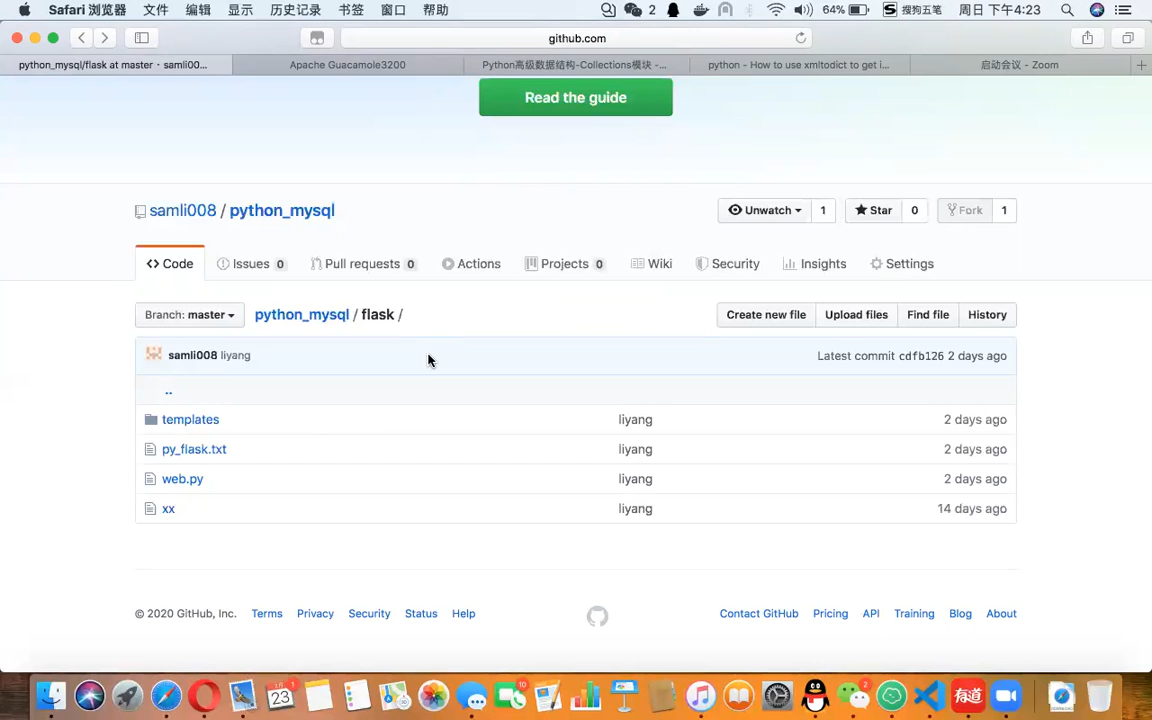 Safari 浏览器 文件 编辑 显示 历史记录 书签 窗口 帮助 2 64% S 搜狗五笔 周日 下午4:23
github.com
python_mysql/flask at master · samli00... Apache Guacamole3200 Python高级数据结构-Collections模块 -... python - How to use xmltodict to get i... 启动会议 - Zoom
Read the guide
samli008 / python_mysql Unwatch 1 Star 0 Fork 1
Code Issues 0 Pull requests 0 Actions Projects 0 Wiki Security Insights Settings
Branch: master python_mysql / flask / Create new file Upload files Find file History
samli008 liyang Latest commit cdfb126 2 days ago
..
templates liyang 2 days ago
py_flask.txt liyang 2 days ago
web.py liyang 2 days ago
xx liyang 14 days ago
© 2020 GitHub, Inc. Terms Privacy Security Status Help Contact GitHub Pricing API Training Blog About
23 10 2 有道